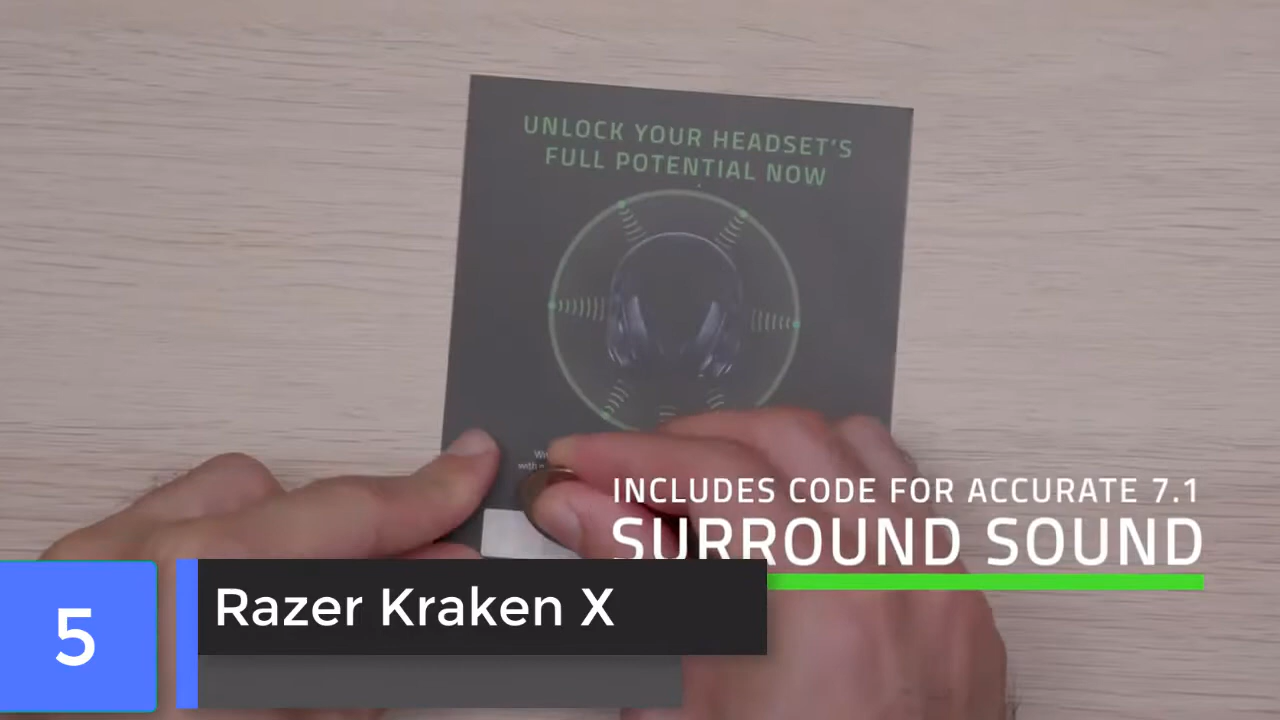 UNLOCK YOUR HEADSET'S
FULL POTENTIAL NOW
INCLUDES CODE FOR ACCURATE 7.1
SURROUND SOUND
5
Razer Kraken X